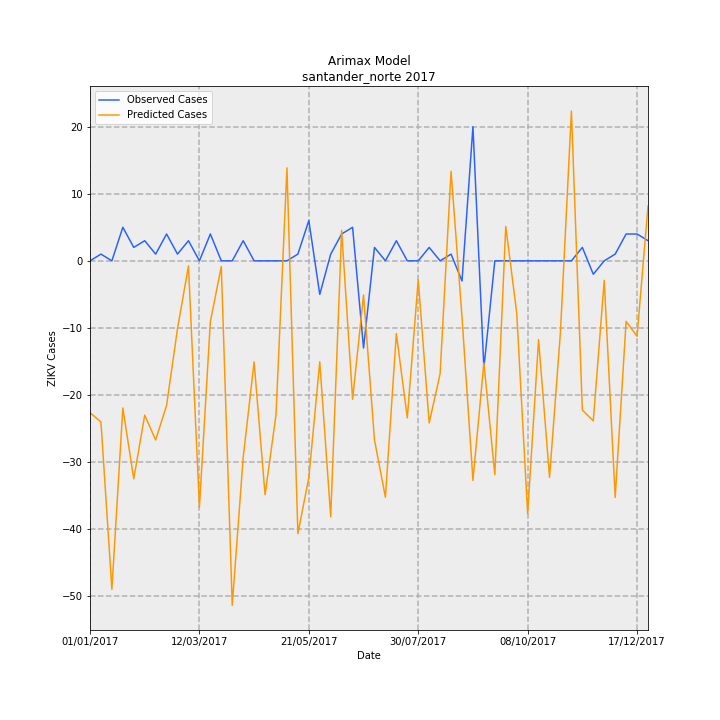 Arimax Model
santander_norte 2017
Observed Cases
Predicted Cases
20
10
0
−10
−20
−30
−40
−50
ZIKV Cases
01/01/2017
12/03/2017
21/05/2017
30/07/2017
08/10/2017
17/12/2017
Date